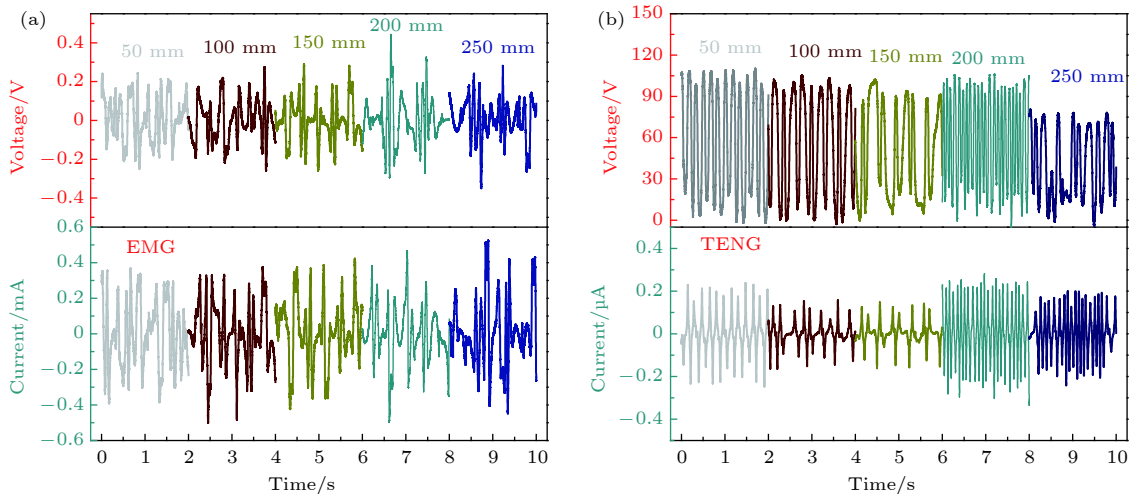 (a)
50 mm
100 mm
150 mm
200 mm
250 mm
Voltage/V
0.4
0.2
0
−0.2
−0.4
0.6
EMG
Current/mA
0.4
0.2
0
−0.2
−0.4
−0.6
0 1 2 3 4 5 6 7 8 9 10
Time/s
(b)
50 mm
100 mm
150 mm
200 mm
250 mm
Voltage/V
150
120
90
60
30
0
TENG
Current/µA
0.4
0.2
0
−0.2
−0.4
0 1 2 3 4 5 6 7 8 9 10
Time/s